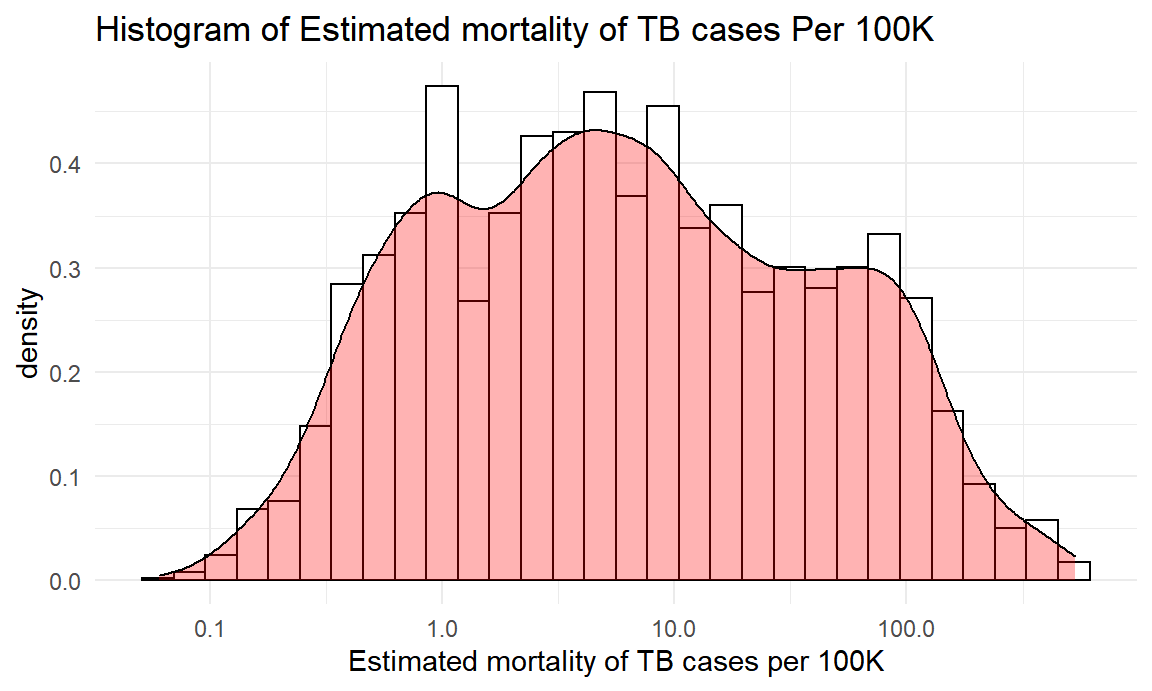 Histogram of Estimated mortality of TB cases Per 100K
density
0.4
0.3
0.2
0.1
0.0
0.1 1.0 10.0 100.0
Estimated mortality of TB cases per 100K